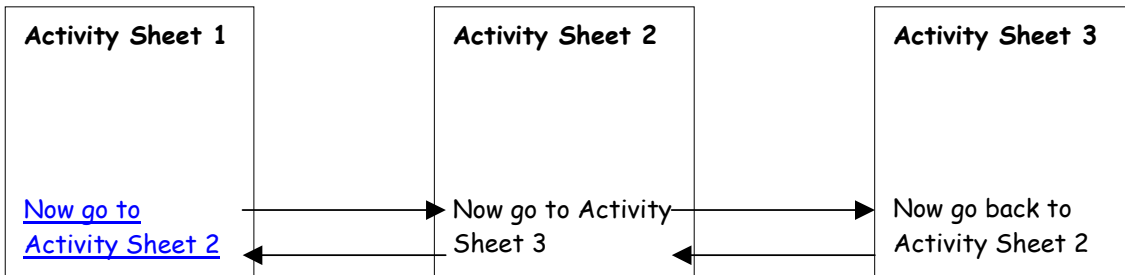 Activity Sheet 1
Now go to
Activity Sheet 2
Activity Sheet 2
Now go to Activity
Sheet 3
Activity Sheet 3
Now go back to
Activity Sheet 2